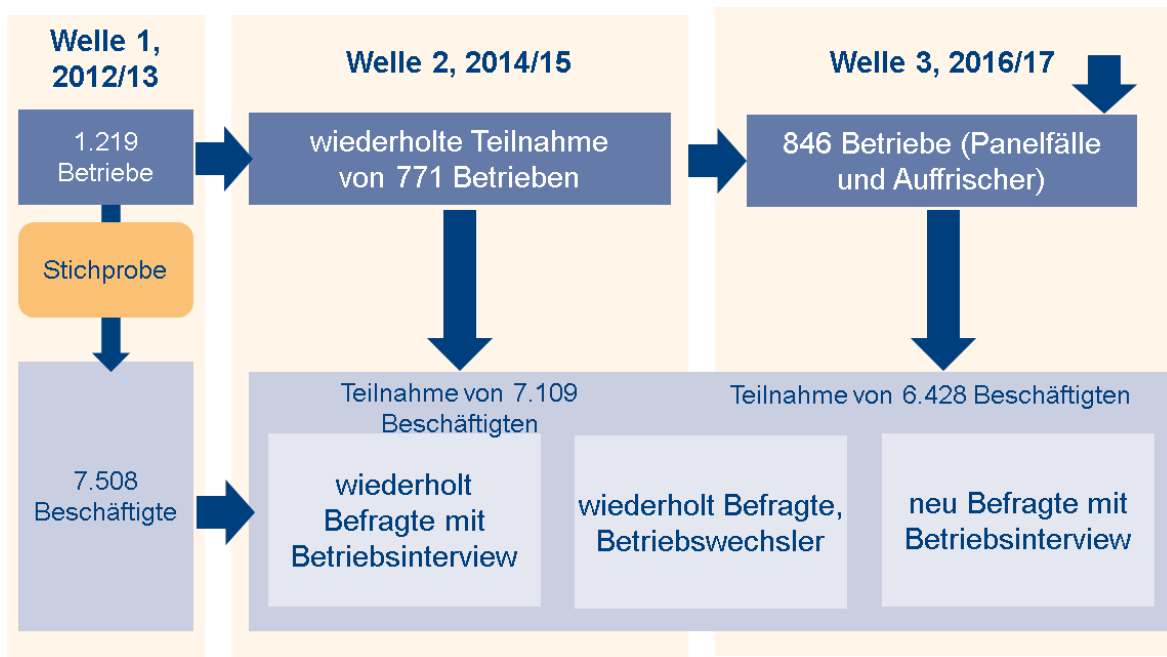 Welle 1,
2012/13
Welle 2, 2014/15
Welle 3, 2016/17
1.219
Betriebe
wiederholte Teilnahme
von 771 Betrieben
846 Betriebe (Panelfälle
und Auffrischer)
Stichprobe
7.508
Beschäftigte
Teilnahme von 7.109
Beschäftigten
Teilnahme von 6.428 Beschäftigten
wiederholt
Befragte mit
Betriebsinterview
wiederholt Befragte,
Betriebswechsler
neu Befragte mit
Betriebsinterview